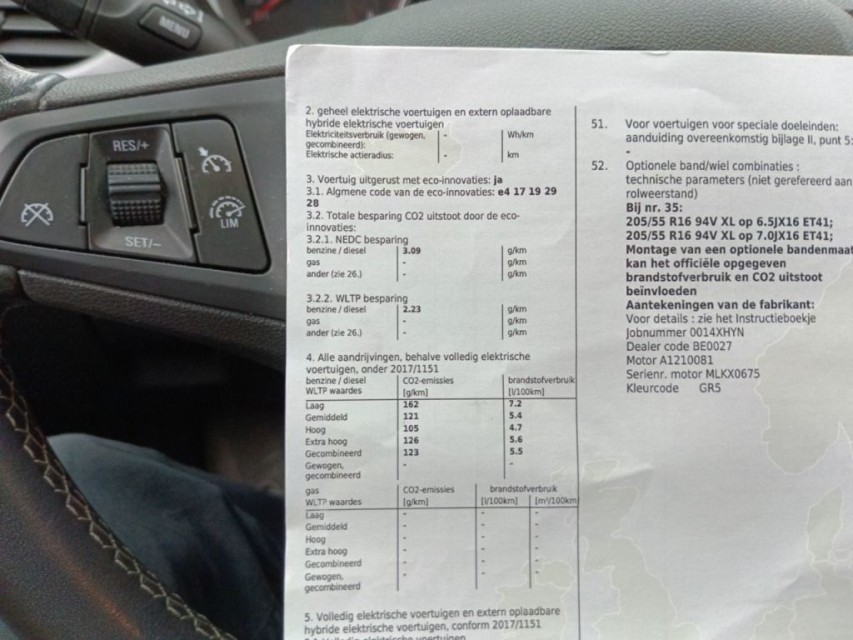 MENU
RES/+
SET/-
LIM
2. geheel elektrische voertuigen en extern oplaadbare
hybride elektrische voertuigen
Elektriciteitsverbruik (gewogen, - Wh/km
gecombineerd):
Elektrische actieradius: - km
3. Voertuig uitgerust met eco-innovaties: ja
3.1. Algmene code van de eco-innovaties: e4 17 19 29
28
3.2. Totale besparing CO2 uitstoot door de eco-
innovaties:
3.2.1. NEDC besparing
benzine / diesel 3.09 g/km
gas - g/km
ander (zie 26.) - g/km
3.2.2. WLTP besparing
benzine / diesel 2.23 g/km
gas - g/km
ander (zie 26.) - g/km
4. Alle aandrijvingen, behalve volledig elektrische
voertuigen, onder 2017/1151
benzine / diesel CO2-emissies brandstofverbruik
WLTP waardes [g/km] [l/100km]
Laag 162 7.2
Gemiddeld 121 5.4
Hoog 105 4.7
Extra hoog 126 5.6
Gecombineerd 123 5.5
Gewogen, - -
gecombineerd
gas CO2-emissies brandstofverbruik
WLTP waardes [g/km] [l/100km] [m³/100km]
Laag - - -
Gemiddeld - - -
Hoog - - -
Extra hoog - - -
Gecombineerd - - -
Gewogen, - - -
gecombineerd
5. Volledig elektrische voertuigen en extern oplaadbare
hybride elektrische voertuigen, conform 2017/1151
51. Voor voertuigen voor speciale doeleinden:
aanduiding overeenkomstig bijlage II, punt 5:
-
52. Optionele band/wiel combinaties :
technische parameters (niet gerefereerd aan
rolweerstand)
Bij nr. 35:
205/55 R16 94V XL op 6.5JX16 ET41;
205/55 R16 94V XL op 7.0JX16 ET41;
Montage van een optionele bandenmaat
kan het officiële opgegeven
brandstofverbruik en CO2 uitstoot
beïnvloeden
Aantekeningen van de fabrikant:
Voor details : zie het Instructieboekje
Jobnummer 0014XHYN
Dealer code BE0027
Motor A1210081
Serienr. motor MLKX0675
Kleurcode GR5